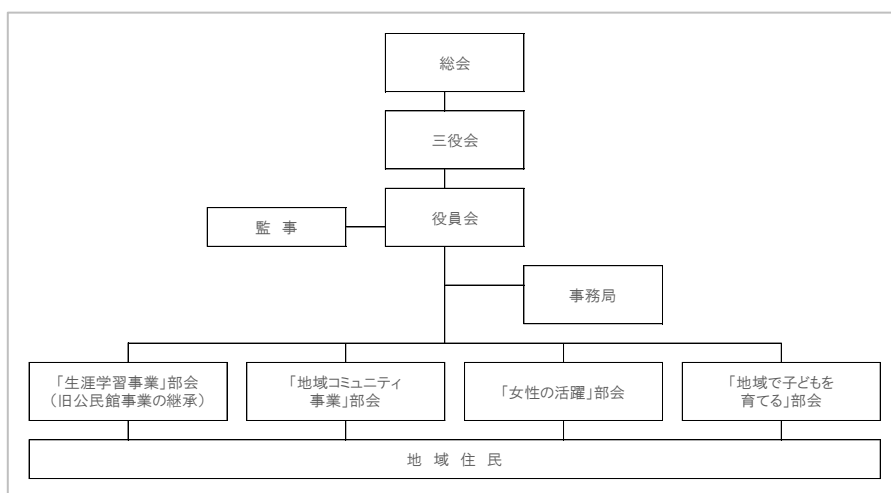 総会
三役会
役員会
監 事
事務局
「生涯学習事業」部会
（旧公民館事業の継承）
「地域コミュニティ
事業」部会
「女性の活躍」部会
「地域で子どもを
育てる」部会
地 域 住 民